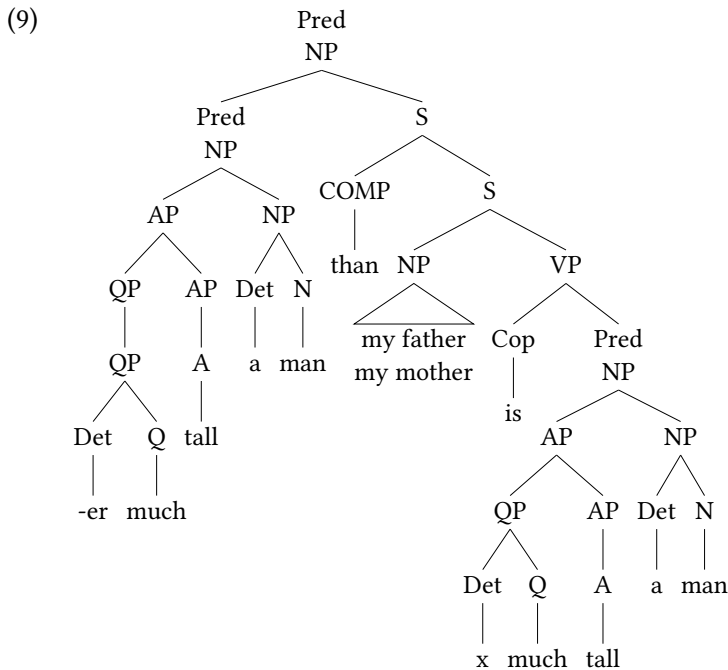 (9) Pred
NP
Pred S
NP
COMP S
AP NP
than NP VP
QP AP Det N
my father Cop Pred
QP A a man
my mother NP
is
Det Q tall
AP NP
-er much
QP AP Det N
Det Q A a man
x much tall